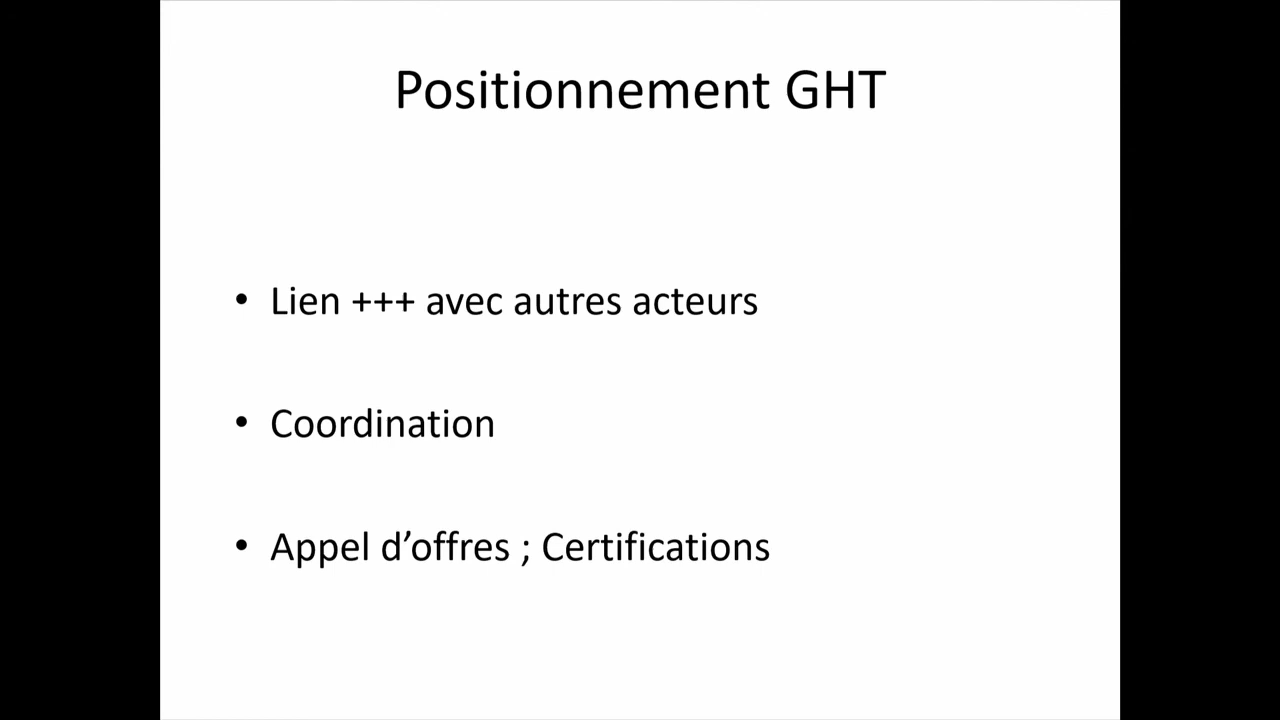 Positionnement GHT
• Lien +++ avec autres acteurs
• Coordination
• Appel d’offres ; Certifications